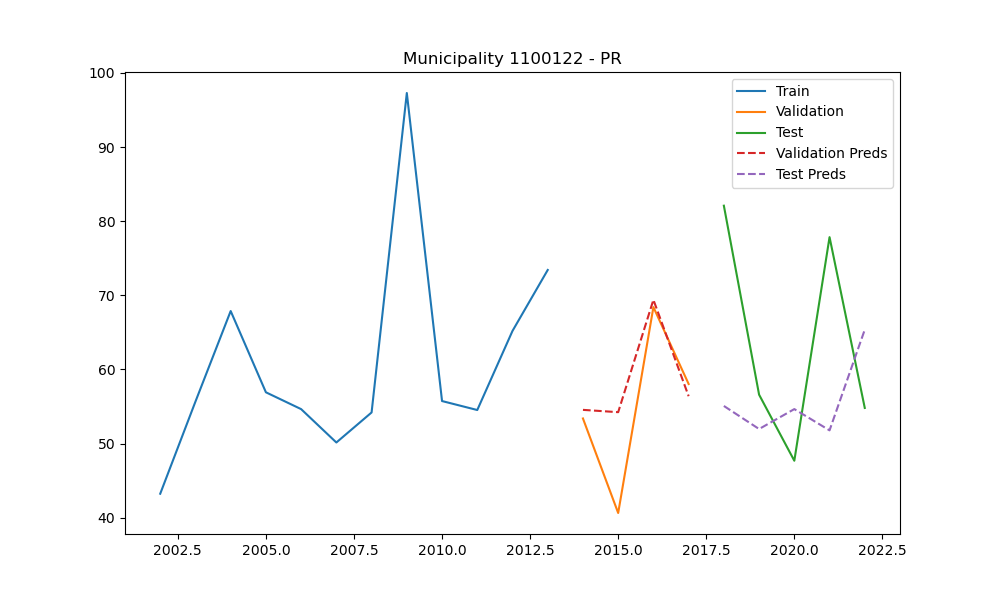 Municipality 1100122 - PR
100
90
80
70
60
50
40
Train
Validation
Test
Validation Preds
Test Preds
2002.5 2005.0 2007.5 2010.0 2012.5 2015.0 2017.5 2020.0 2022.5